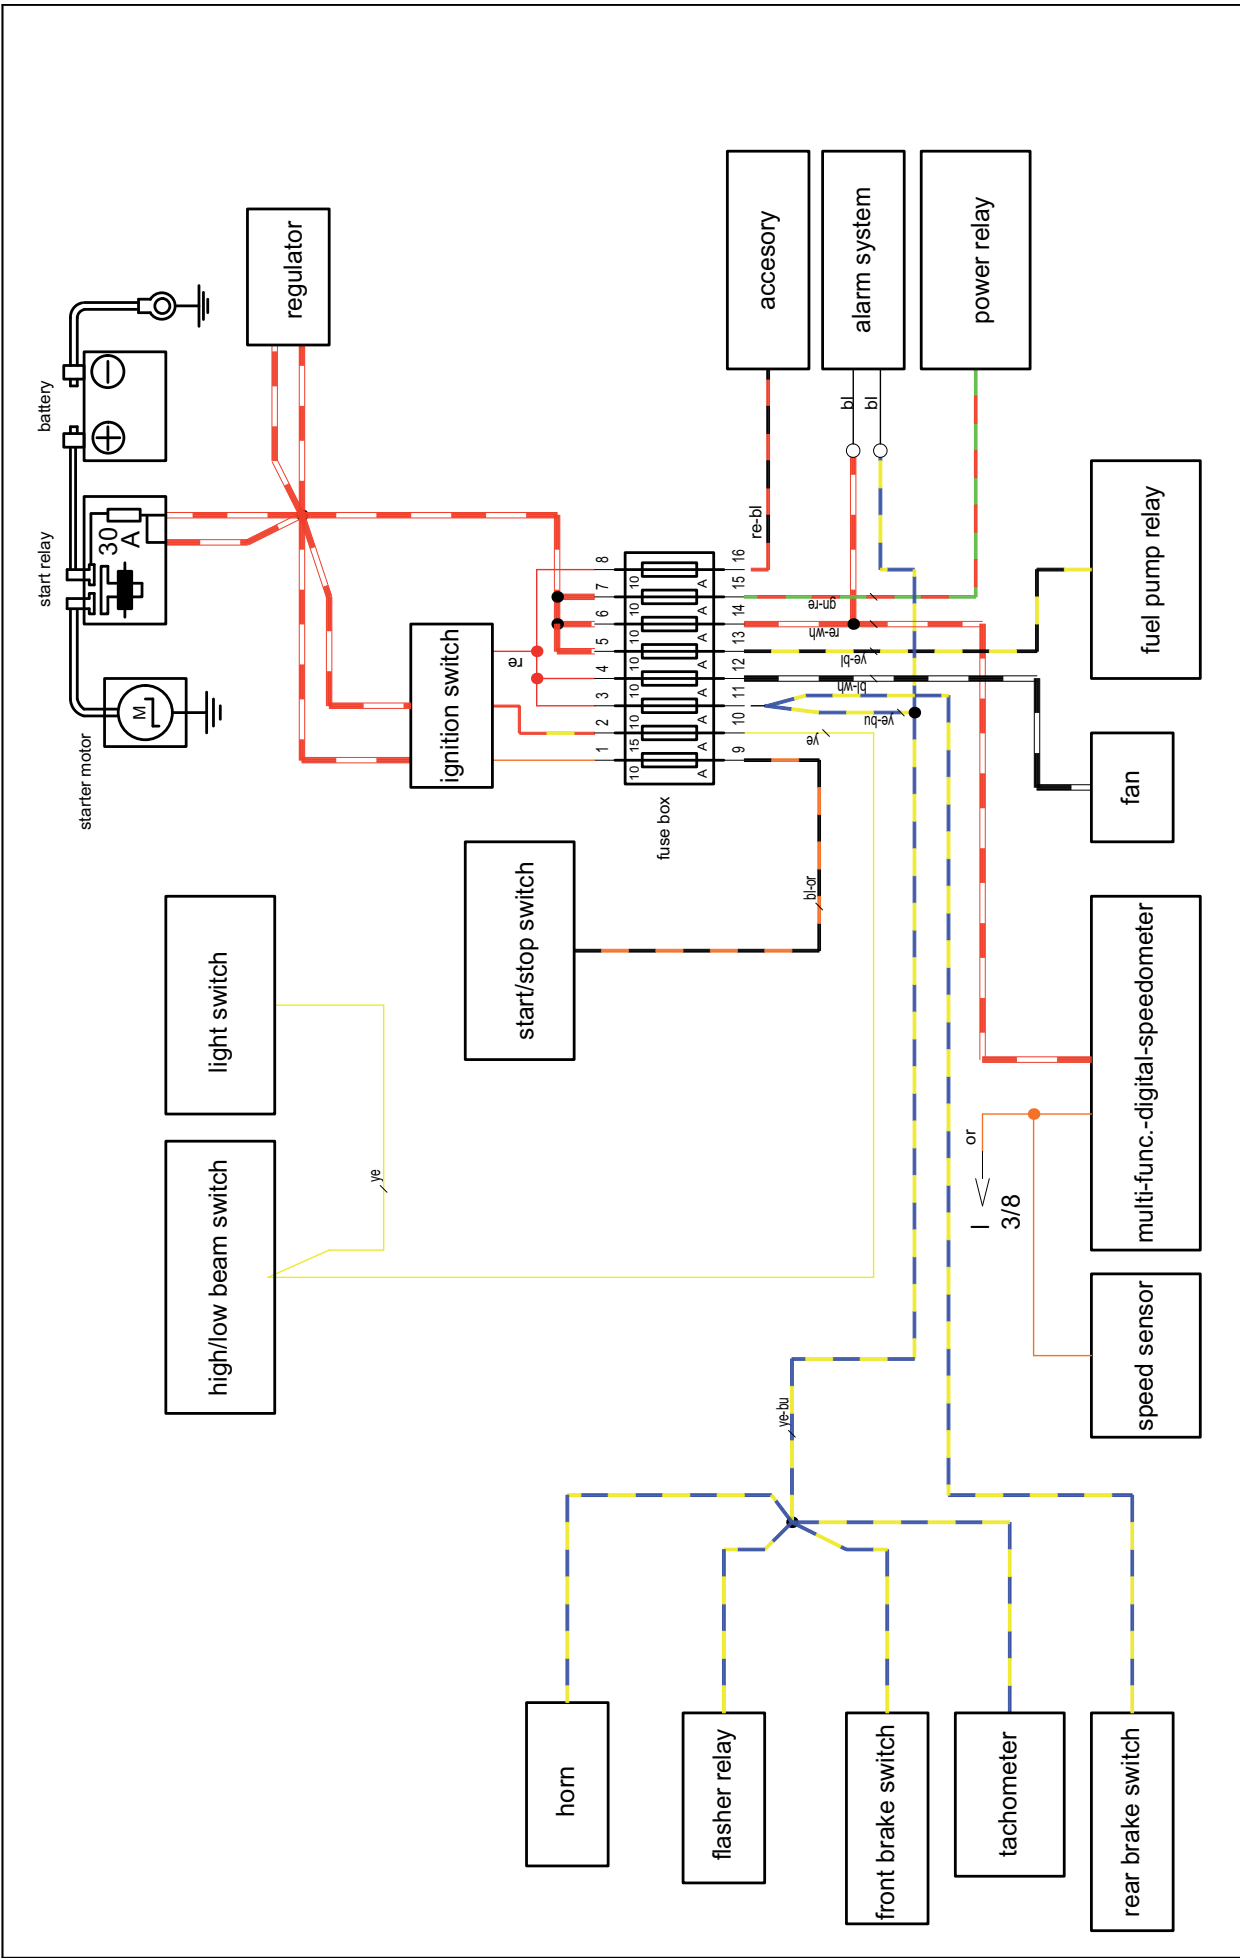 battery
start relay
30
A
M
starter motor
regulator
ignition switch
re
8
7
6
5
4
3
2
1
10
10
10
10
10
10
15
10
A
A
A
A
A
A
A
A
16
15
14
13
12
11
10
9
fuse box
accesory
alarm system
power relay
re-bl
bl
bl
gn-re
re-wh
ye-bl
bl-wh
ye-bu
ye
fuel pump relay
fan
light switch
high/low beam switch
ye
start/stop switch
bl-or
multi-func.-digital-speedometer
or
I
3/8
speed sensor
ye-bu
horn
flasher relay
front brake switch
tachometer
rear brake switch